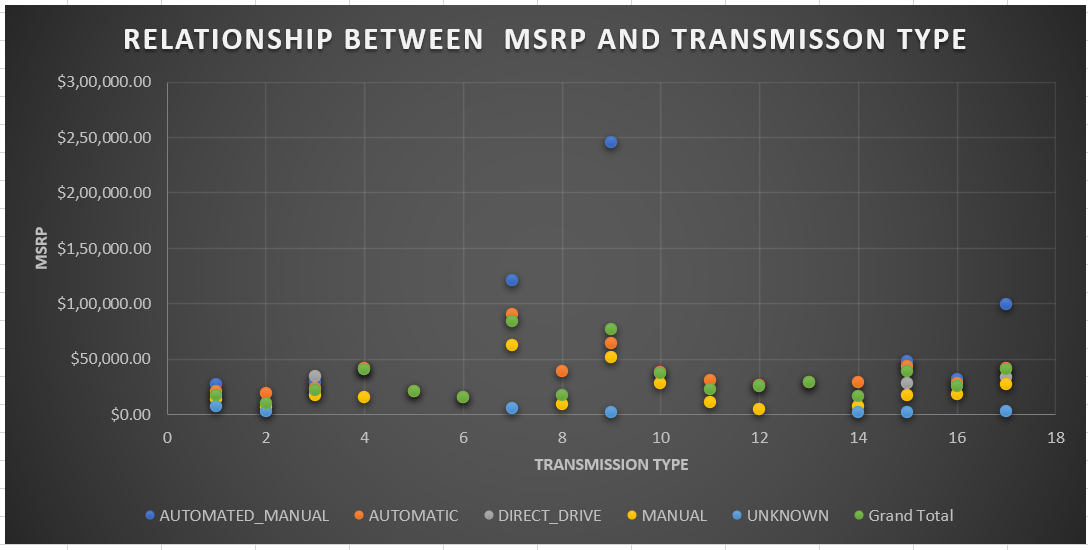 RELATIONSHIP BETWEEN  MSRP AND TRANSMISSON TYPE
$3,00,000.00
$2,50,000.00
$2,00,000.00
$1,50,000.00
$1,00,000.00
$50,000.00
$0.00
MSRP
0 2 4 6 8 10 12 14 16 18
TRANSMISSION TYPE
AUTOMATED_MANUAL AUTOMATIC DIRECT_DRIVE MANUAL UNKNOWN Grand Total